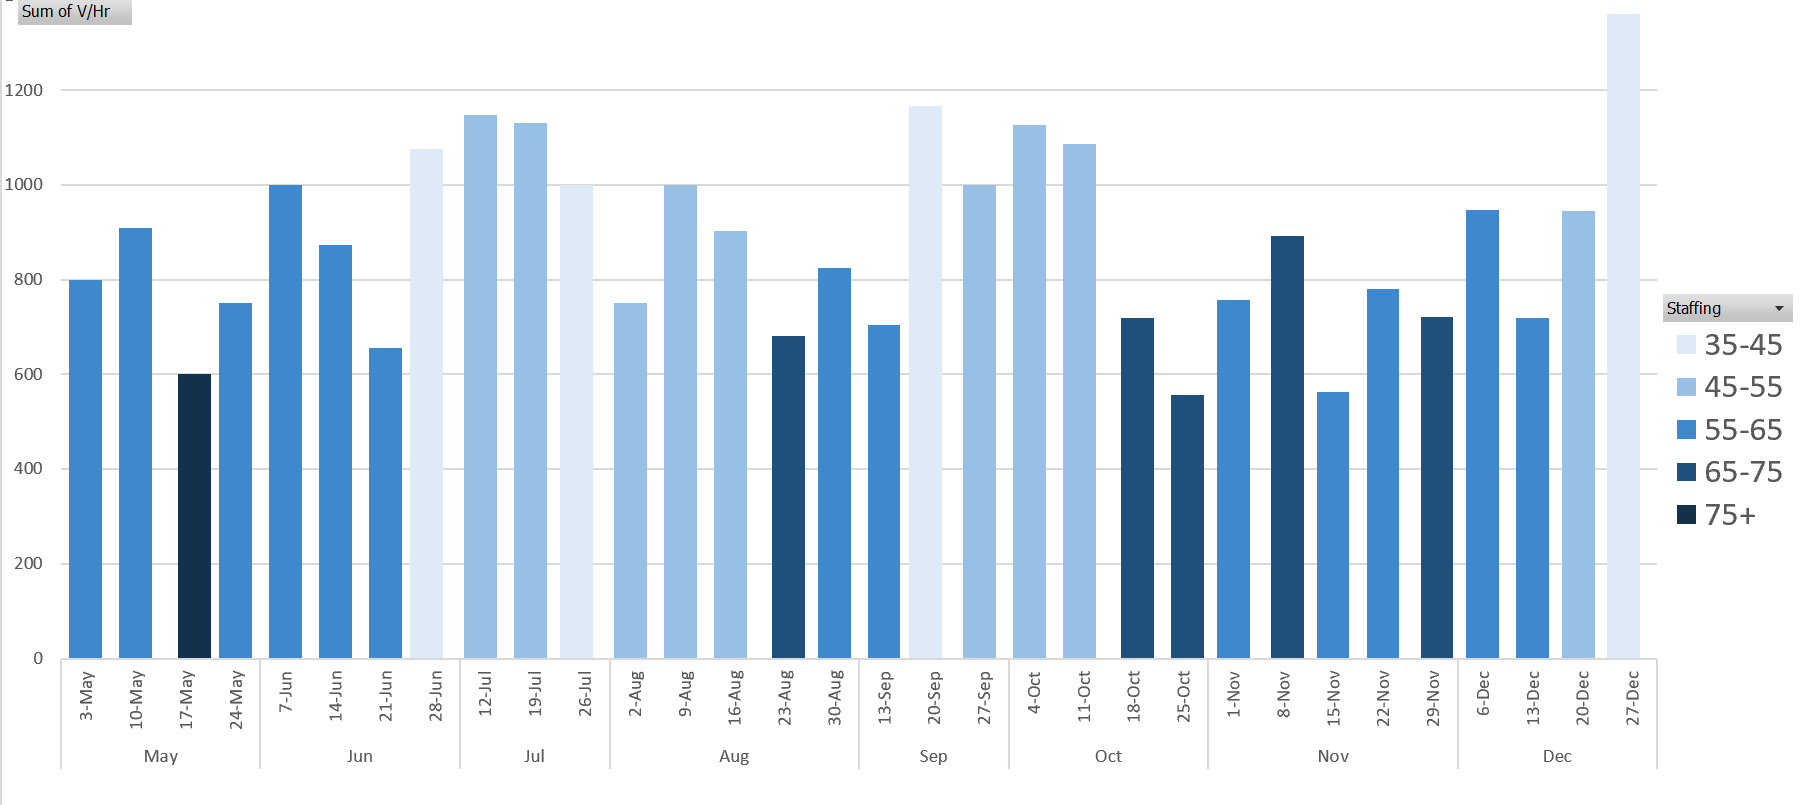 Sum of V/Hr
1200
1000
800
600
400
200
0
3-May
10-May
17-May
24-May
7-Jun
14-Jun
21-Jun
28-Jun
12-Jul
19-Jul
26-Jul
2-Aug
9-Aug
16-Aug
23-Aug
30-Aug
13-Sep
20-Sep
27-Sep
4-Oct
11-Oct
18-Oct
25-Oct
1-Nov
8-Nov
15-Nov
22-Nov
29-Nov
6-Dec
13-Dec
20-Dec
27-Dec
May
Jun
Jul
Aug
Sep
Oct
Nov
Dec
Staffing
35-45
45-55
55-65
65-75
75+